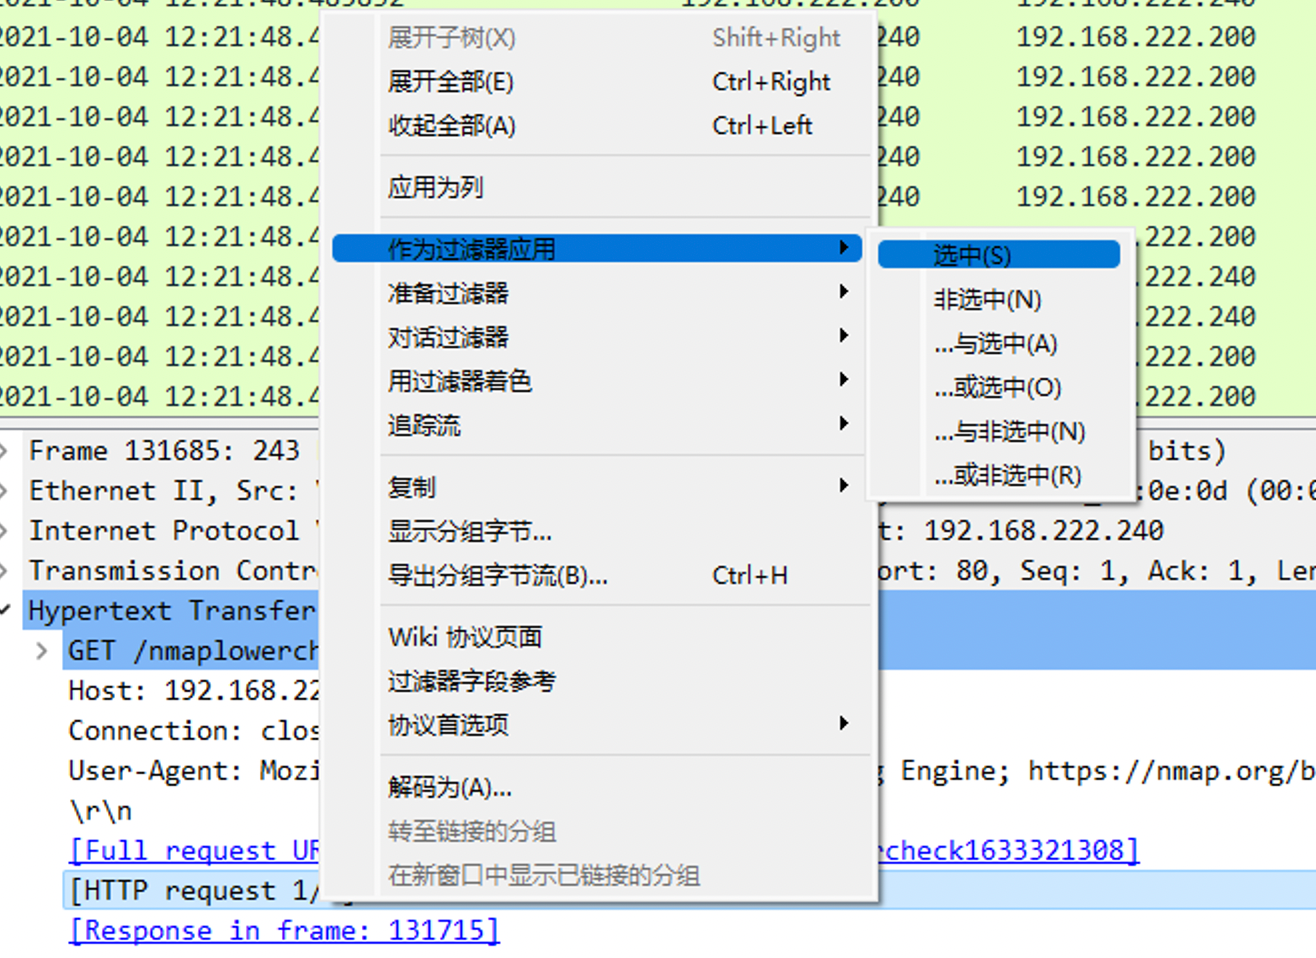 2021-10-04 12:21:48.4 展开子树(X) Shift+Right 240 192.168.222.200
2021-10-04 12:21:48.4 展开全部(E) Ctrl+Right 240 192.168.222.200
2021-10-04 12:21:48.4 收起全部(A) Ctrl+Left 240 192.168.222.200
2021-10-04 12:21:48.4 240 192.168.222.200
2021-10-04 12:21:48.4 应用为列 240 192.168.222.200
2021-10-04 12:21:48.4 作为过滤器应用 选中(S) .222.200
2021-10-04 12:21:48.4 准备过滤器 非选中(N) .222.240
2021-10-04 12:21:48.4 对话过滤器 ...与选中(A) .222.240
2021-10-04 12:21:48.4 用过滤器着色 ...或选中(O) .222.200
2021-10-04 12:21:48.4 追踪流 ...与非选中(N) .222.200
...或非选中(R)
Frame 131685: 243 bits)
Ethernet II, Src: 复制 :0e:0d (00:0
Internet Protocol 显示分组字节... t: 192.168.222.240
Transmission Contr 导出分组字节流(B)... Ctrl+H ort: 80, Seq: 1, Ack: 1, Len
Hypertext Transfer Wiki 协议页面
GET /nmaplowerch 过滤器字段参考
Host: 192.168.22 协议首选项
Connection: clos
User-Agent: Mozi 解码为(A)... g Engine; https://nmap.org/b
\r\n 转至链接的分组
[Full request UR 在新窗口中显示已链接的分组 rcheck1633321308]
[HTTP request 1/
[Response in frame: 131715]